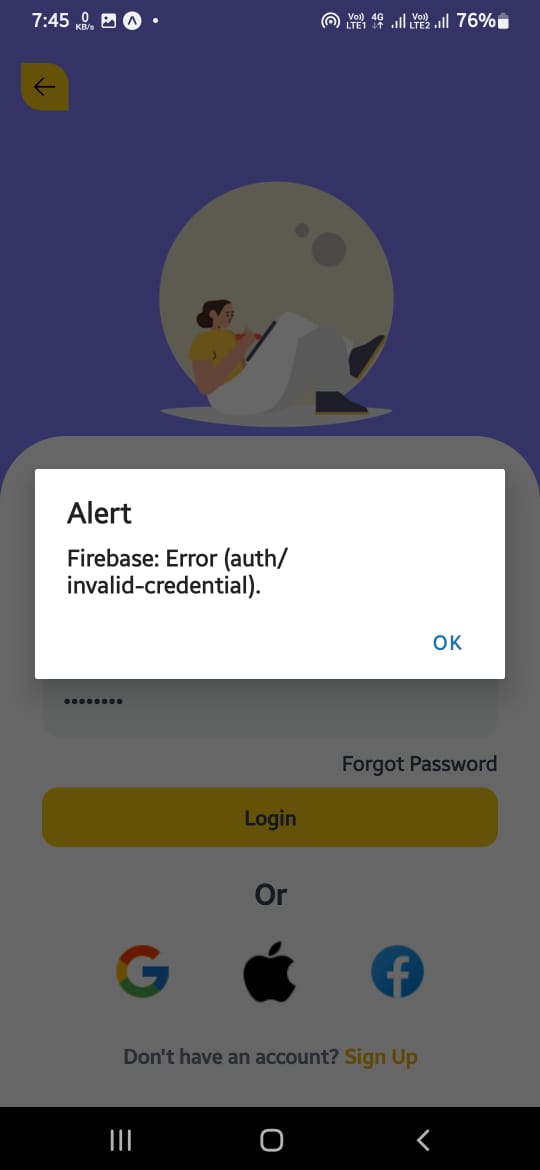 7:45 0 KB/s Vo)) LTE1 4G Vo)) LTE2 76%
Alert
Firebase: Error (auth/
invalid-credential).
OK
••••••••
Forgot Password
Login
Or
Don't have an account? Sign Up